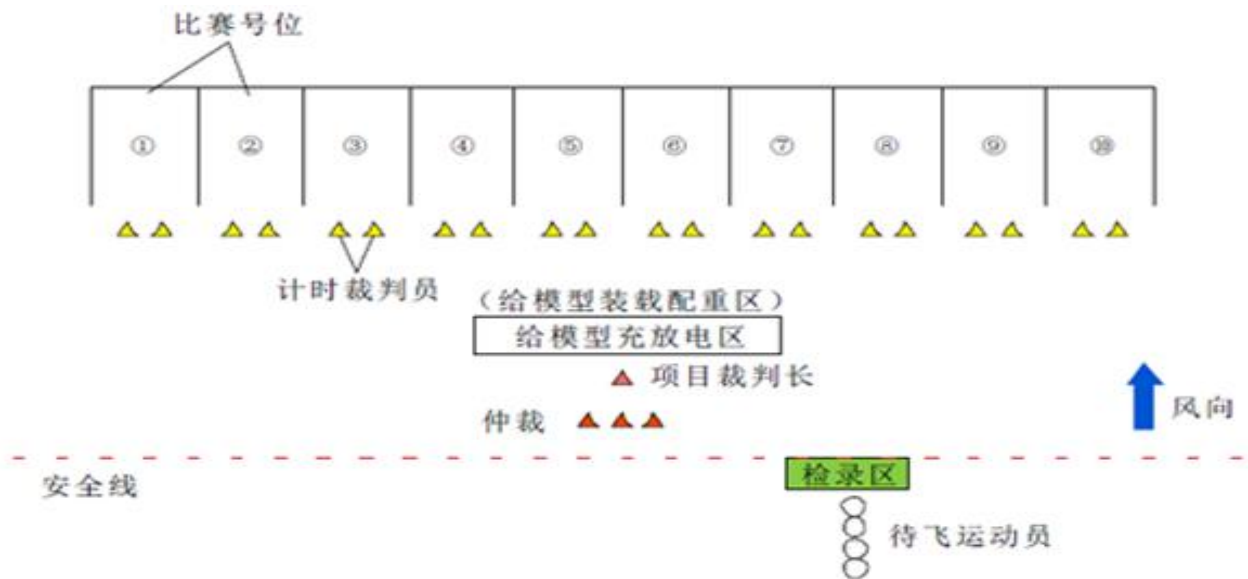 比赛号位
① ② ③ ④ ⑤ ⑥ ⑦ ⑧ ⑨ ⑩
计时裁判员
（给模型装载配重区）
给模型充放电区
项目裁判长
仲裁
风向
安全线
检录区
待飞运动员